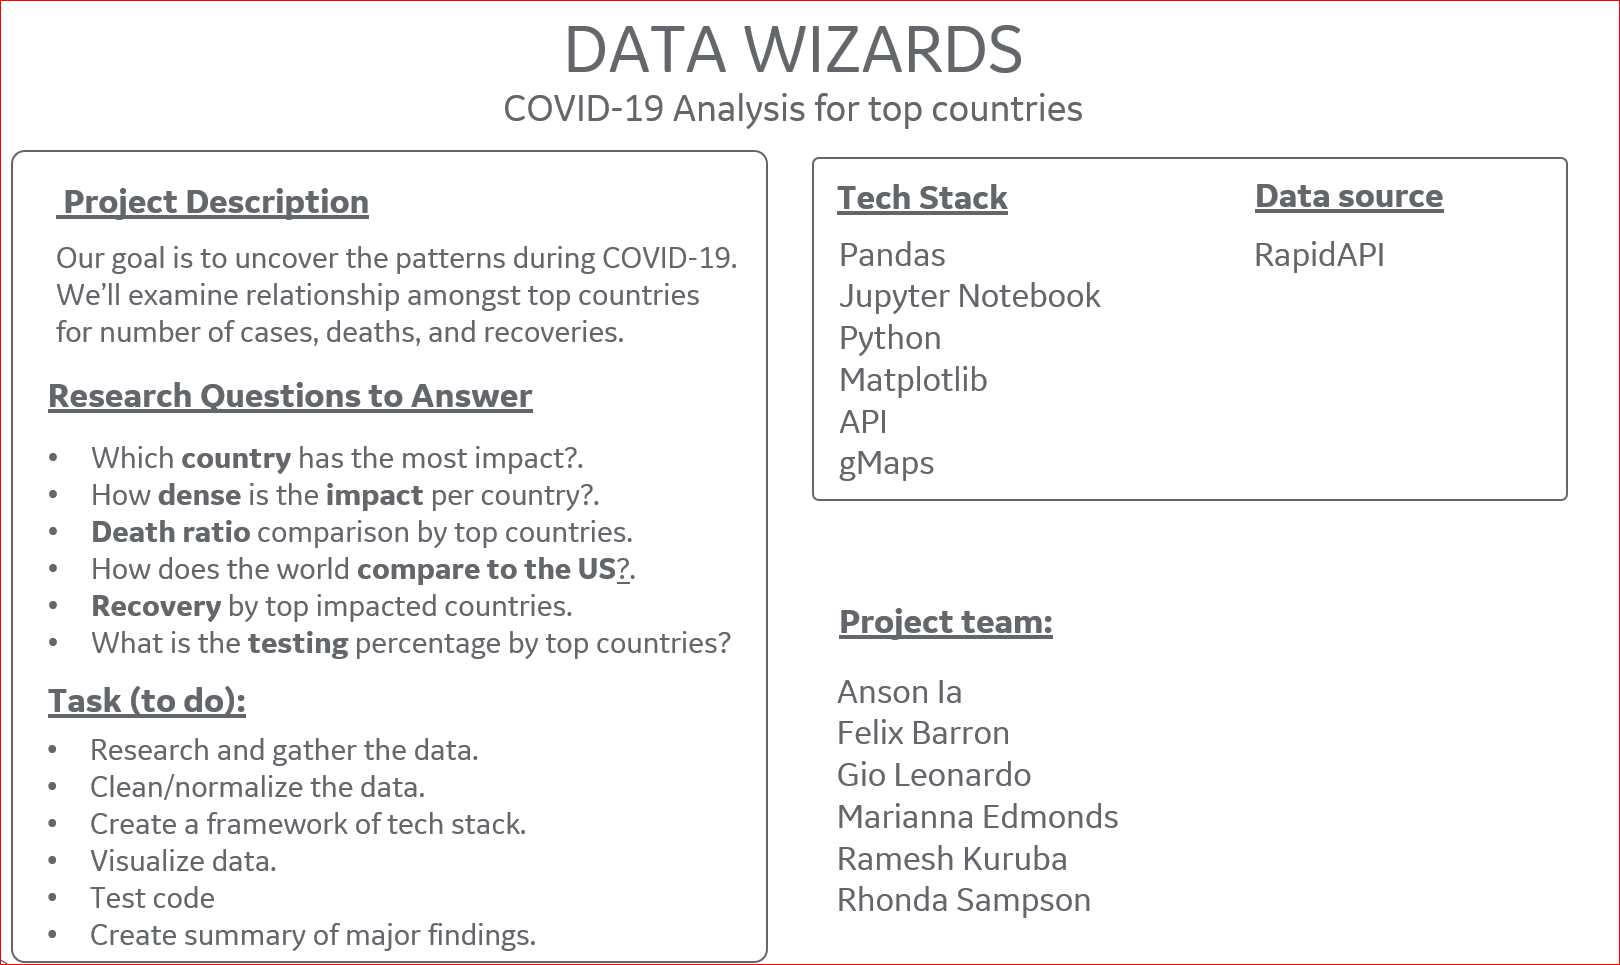 DATA WIZARDS
COVID-19 Analysis for top countries
Project Description
Our goal is to uncover the patterns during COVID-19.
We’ll examine relationship amongst top countries
for number of cases, deaths, and recoveries.
Research Questions to Answer
• Which country has the most impact?.
• How dense is the impact per country?.
• Death ratio comparison by top countries.
• How does the world compare to the US?.
• Recovery by top impacted countries.
• What is the testing percentage by top countries?
Task (to do):
• Research and gather the data.
• Clean/normalize the data.
• Create a framework of tech stack.
• Visualize data.
• Test code
• Create summary of major findings.
Tech Stack
Pandas
Jupyter Notebook
Python
Matplotlib
API
gMaps
Data source
RapidAPI
Project team:
Anson Ia
Felix Barron
Gio Leonardo
Marianna Edmonds
Ramesh Kuruba
Rhonda Sampson